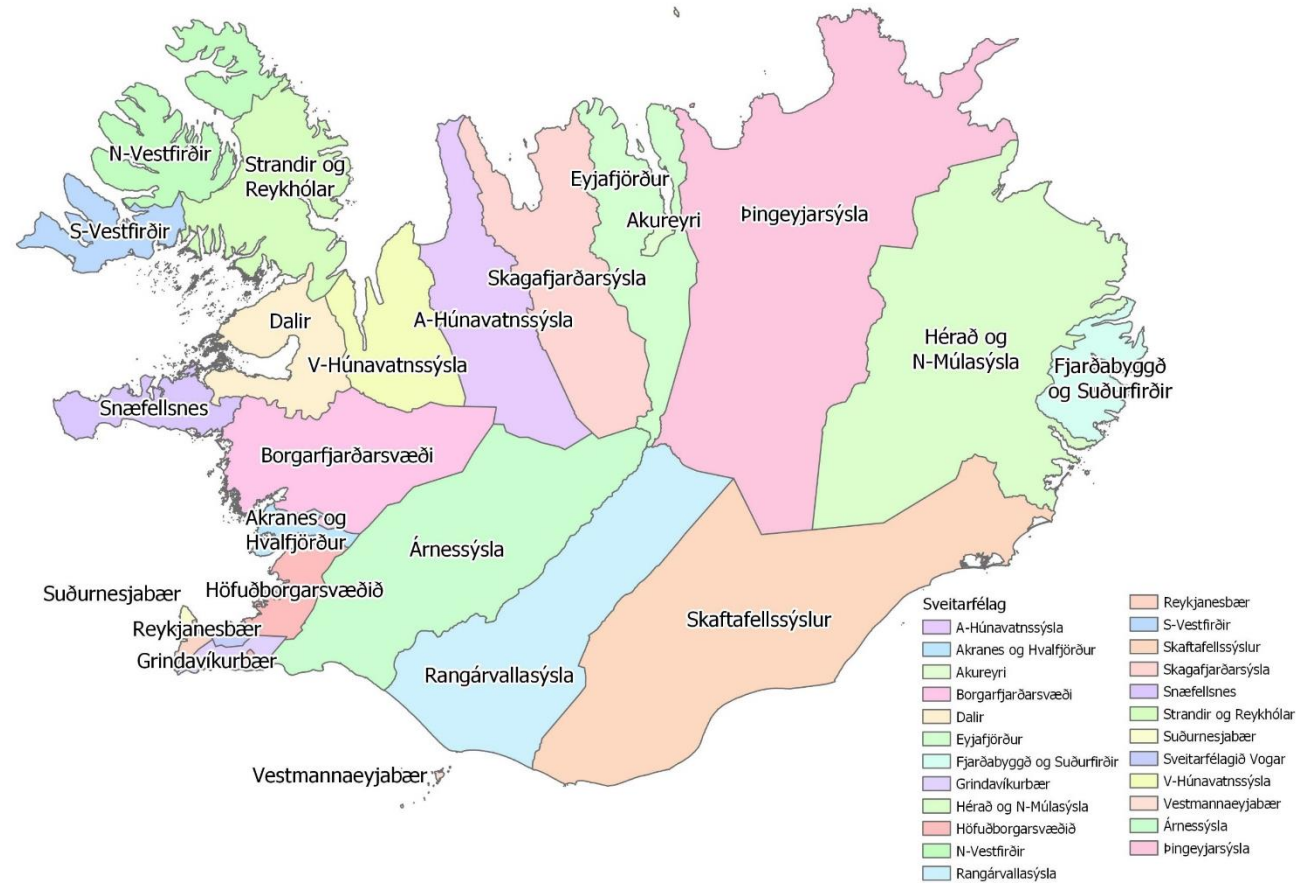 N-Vestfirðir
Strandir og
Reykhólar
S-Vestfirðir
Eyjafjörður
Akureyri
Þingeyjarsýsla
Skagafjarðarsýsla
Dalir
A-Húnavatnssýsla
V-Húnavatnssýsla
Hérað og
N-Múlasýsla
Fjarðabyggð
og Suðurfirðir
Snæfellsnes
Borgarfjarðarsvæði
Akranes og
Hvalfjörður
Árnessýsla
Höfuðborgarsvæðið
Suðurnesjabær
Reykjanesbær
Grindavíkurbær
Skaftafellssýslur
Rangárvallasýsla
Vestmannaeyjabær
Sveitarfélag
A-Húnavatnssýsla
Akranes og Hvalfjörður
Akureyri
Borgarfjarðarsvæði
Dalir
Eyjafjörður
Fjarðabyggð og Suðurfirðir
Grindavíkurbær
Hérað og N-Múlasýsla
Höfuðborgarsvæðið
N-Vestfirðir
Rangárvallasýsla
Reykjanesbær
S-Vestfirðir
Skaftafellssýslur
Skagafjarðarsýsla
Snæfellsnes
Strandir og Reykhólar
Suðurnesjabær
Sveitarfélagið Vogar
V-Húnavatnssýsla
Vestmannaeyjabær
Árnessýsla
Þingeyjarsýsla